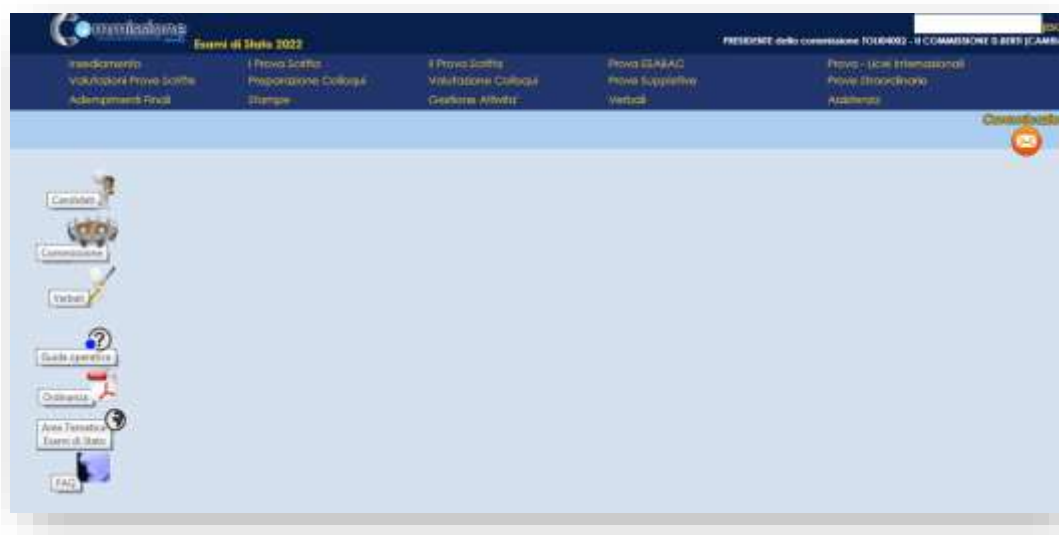 Esami di Stato 2022
PRESIDENTE della commissione
Insediamento I Prova Scritta II Prova Scritta Prova ESABAC Prova - Licei Internazionali
Valutazioni Prove Scritte Preparazione Colloqui Valutazione Colloqui Prove Suppletive Prove Straordinarie
Adempimenti Finali Stampe Gestione Attività Verbali Assistenza
Candidati
Commissione
Verbali
Guida operativa
Ordinanza
Area Tematica
Esami di Stato
FAQ